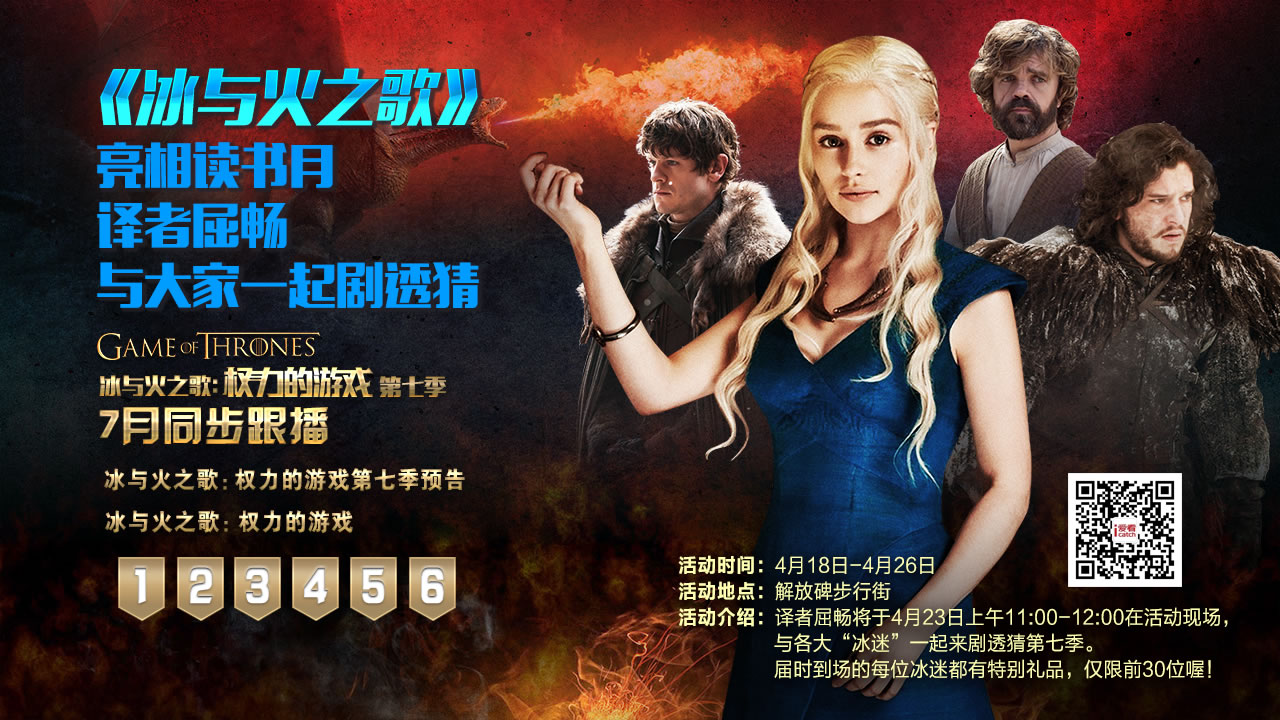 《冰与火之歌》
亮相读书月
译者屈畅
与大家一起剧透猜
GAME OF THRONES
冰与火之歌:权力的游戏 第七季
7月同步跟播
冰与火之歌:权力的游戏第七季预告
冰与火之歌:权力的游戏
1 2 3 4 5 6
i爱看
catch
活动时间：4月18日-4月26日
活动地点：解放碑步行街
活动介绍：译者屈畅将于4月23日上午11:00-12:00在活动现场，
与各大“冰迷”一起来剧透猜第七季。
届时到场的每位冰迷都有特别礼品，仅限前30位喔！